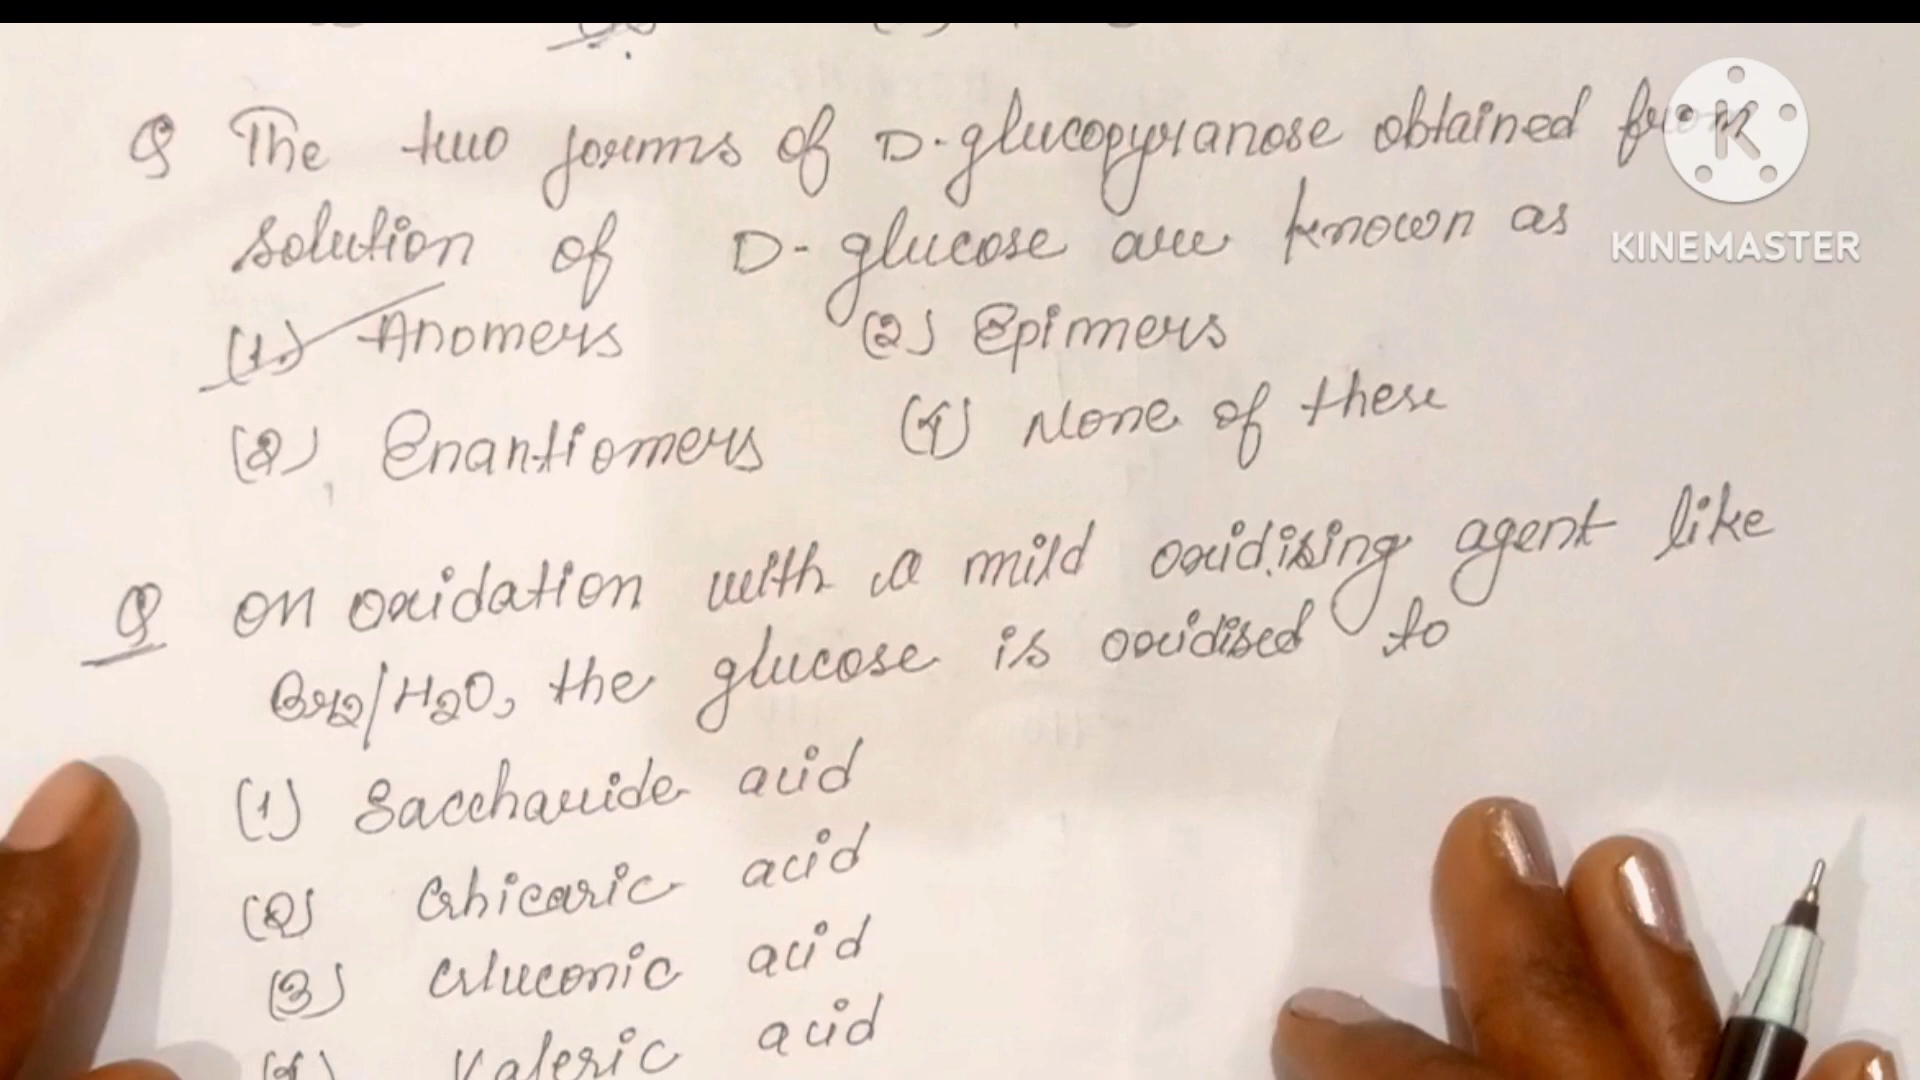 Q The two forms of D-glucopyranose obtained from
solution of D-glucose are known as
(1) Anomers (2) Epimers
(3) Enantiomers (4) None of these
Q on oxidation with a mild oxidising agent like
Br2/H2O, the glucose is oxidised to
(1) Saccharide acid
(2) Glucaric acid
(3) Gluconic acid
(4) Valeric acid
K
KINEMASTER